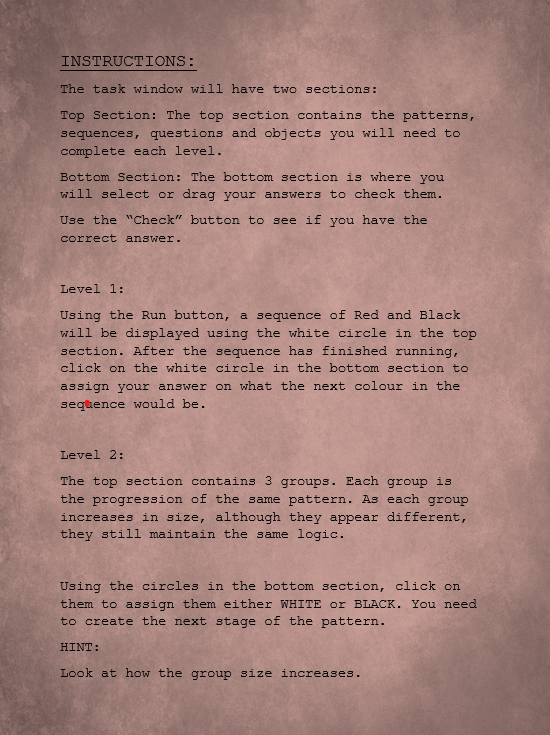 INSTRUCTIONS:
The task window will have two sections:
Top Section: The top section contains the patterns,
sequences, questions and objects you will need to
complete each level.
Bottom Section: The bottom section is where you
will select or drag your answers to check them.
Use the “Check” button to see if you have the
correct answer.
Level 1:
Using the Run button, a sequence of Red and Black
will be displayed using the white circle in the top
section. After the sequence has finished running,
click on the white circle in the bottom section to
assign your answer on what the next colour in the
sequence would be.
Level 2:
The top section contains 3 groups. Each group is
the progression of the same pattern. As each group
increases in size, although they appear different,
they still maintain the same logic.
Using the circles in the bottom section, click on
them to assign them either WHITE or BLACK. You need
to create the next stage of the pattern.
HINT:
Look at how the group size increases.